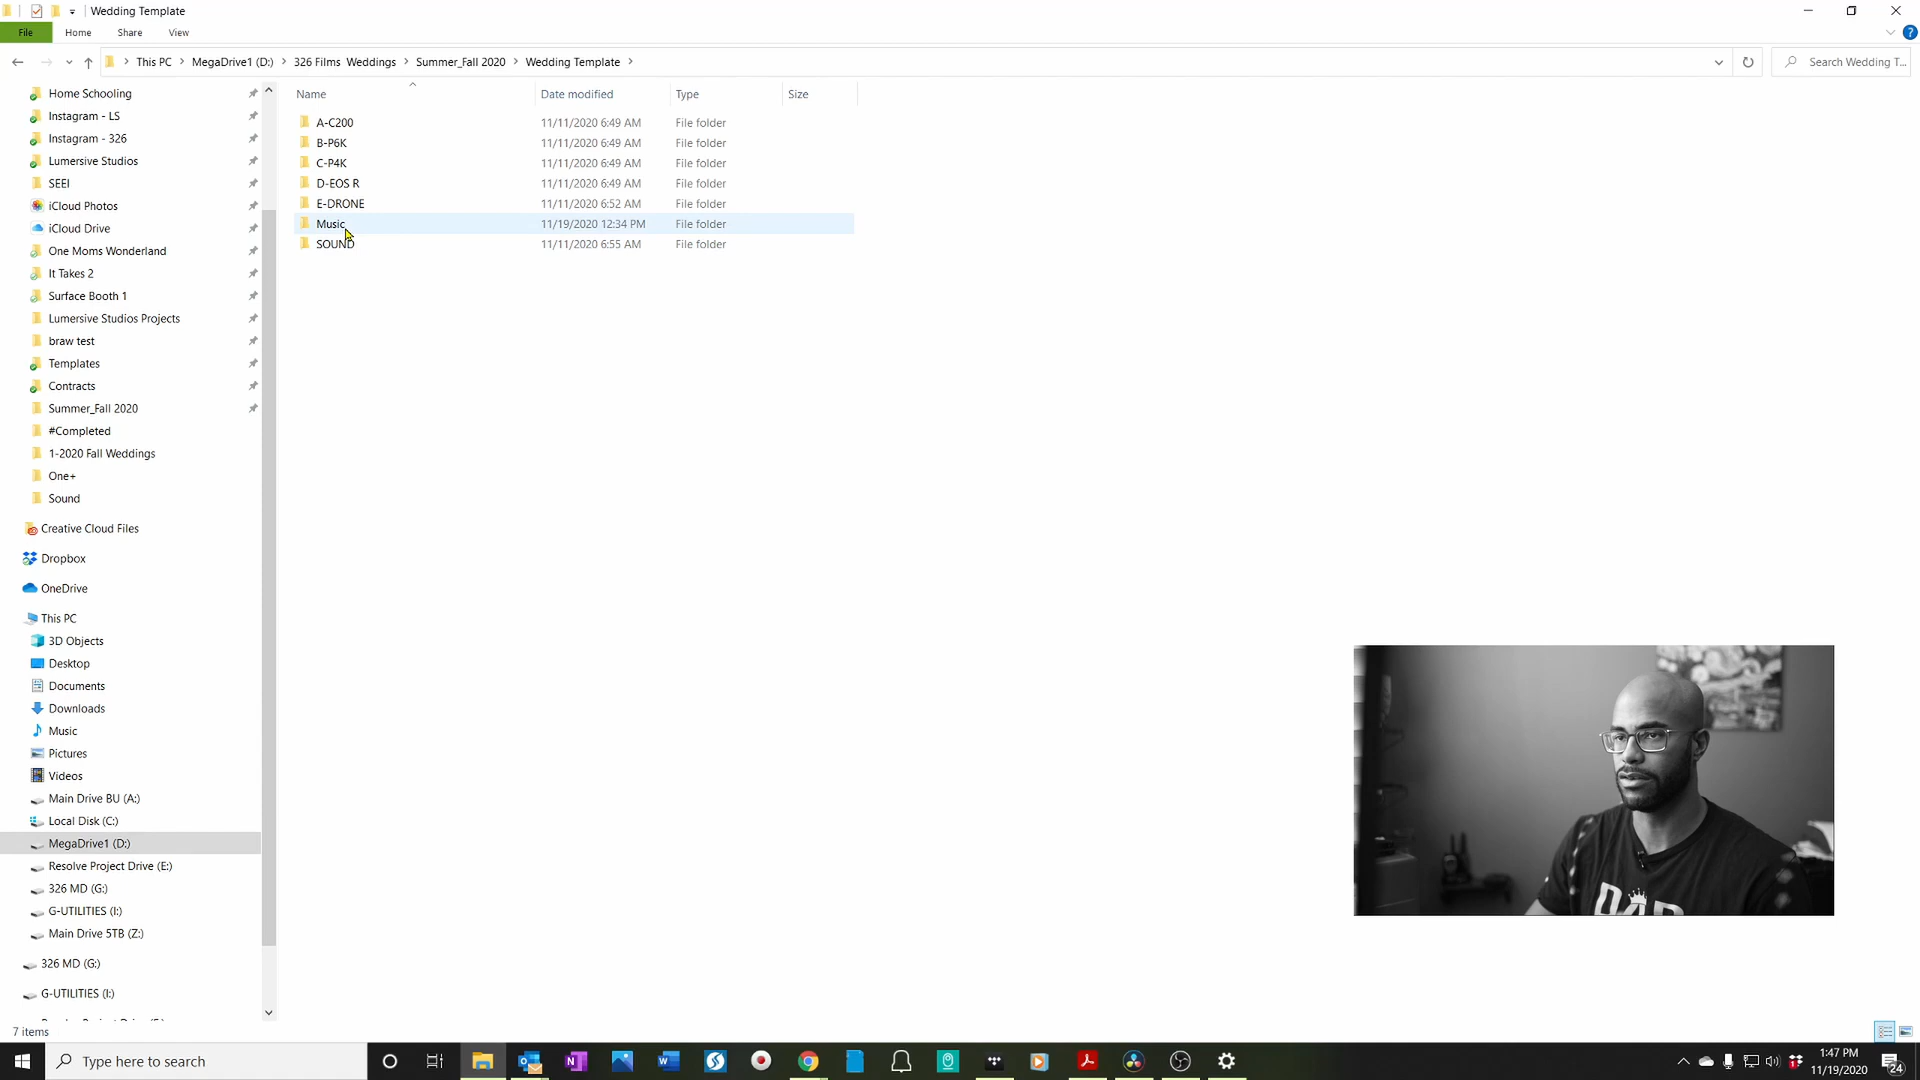 Wedding Template
File Home Share View
This PC MegaDrive1 (D:) 326 Films Weddings Summer_Fall 2020 Wedding Template
Search Wedding T...
Name Date modified Type Size
A-C200 11/11/2020 6:49 AM File folder
B-P6K 11/11/2020 6:49 AM File folder
C-P4K 11/11/2020 6:49 AM File folder
D-EOS R 11/11/2020 6:49 AM File folder
E-DRONE 11/11/2020 6:52 AM File folder
Music 11/19/2020 12:34 PM File folder
SOUND 11/11/2020 6:55 AM File folder
Home Schooling
Instagram - LS
Instagram - 326
Lumersive Studios
SEEI
iCloud Photos
iCloud Drive
One Moms Wonderland
It Takes 2
Surface Booth 1
Lumersive Studios Projects
braw test
Templates
Contracts
Summer_Fall 2020
#Completed
1-2020 Fall Weddings
One+
Sound
Creative Cloud Files
Dropbox
OneDrive
This PC
3D Objects
Desktop
Documents
Downloads
Music
Pictures
Videos
Main Drive BU (A:)
Local Disk (C:)
MegaDrive1 (D:)
Resolve Project Drive (E:)
326 MD (G:)
G-UTILITIES (I:)
Main Drive 5TB (Z:)
326 MD (G:)
G-UTILITIES (I:)
7 items
Type here to search
1:47 PM
11/19/2020
24